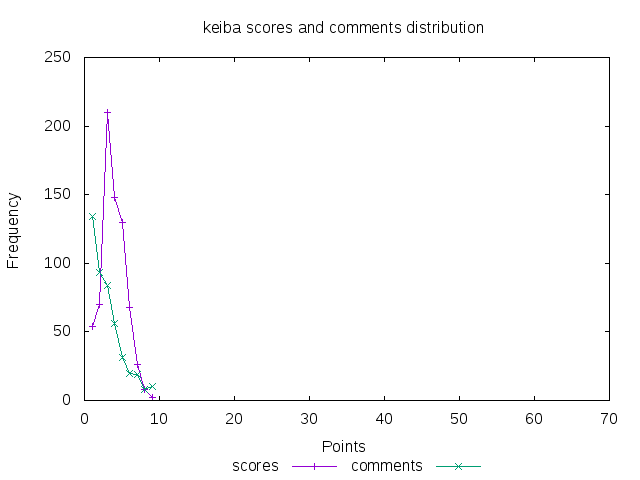 keiba scores and comments distribution
250
200
150
100
50
0
Frequency
0 10 20 30 40 50 60 70
Points
scores comments